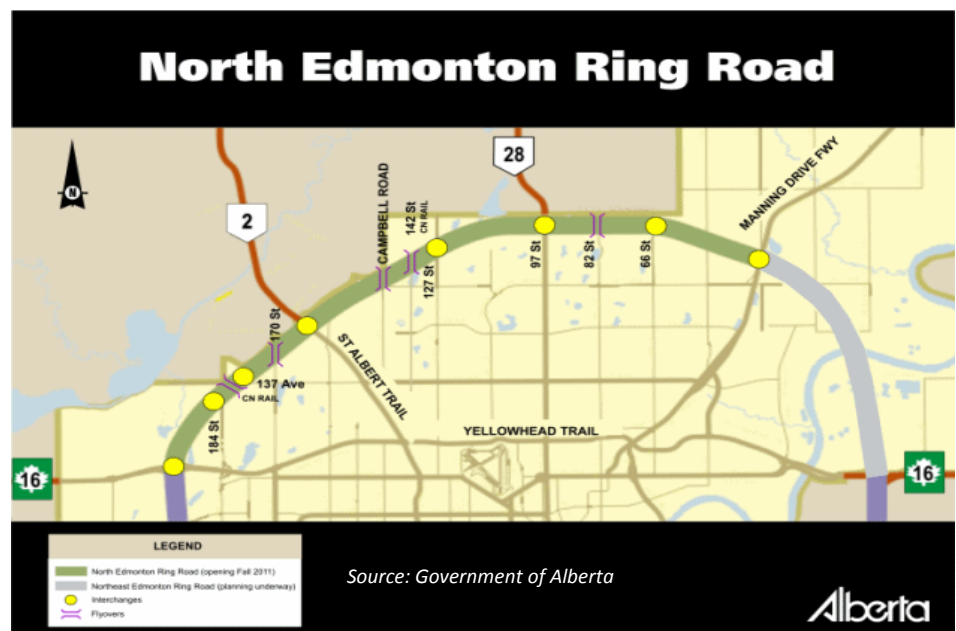 North Edmonton Ring Road
N
2
28
MANNING DRIVE FWY
CAMPBELL ROAD
142 St
CN RAIL
127 St
97 St
82 St
66 St
170 St
ST ALBERT TRAIL
137 Ave
CN RAIL
184 St
YELLOWHEAD TRAIL
16
16
LEGEND
North Edmonton Ring Road (opening Fall 2011)
Northeast Edmonton Ring Road (planning underway)
Interchanges
Flyovers
Source: Government of Alberta
Alberta